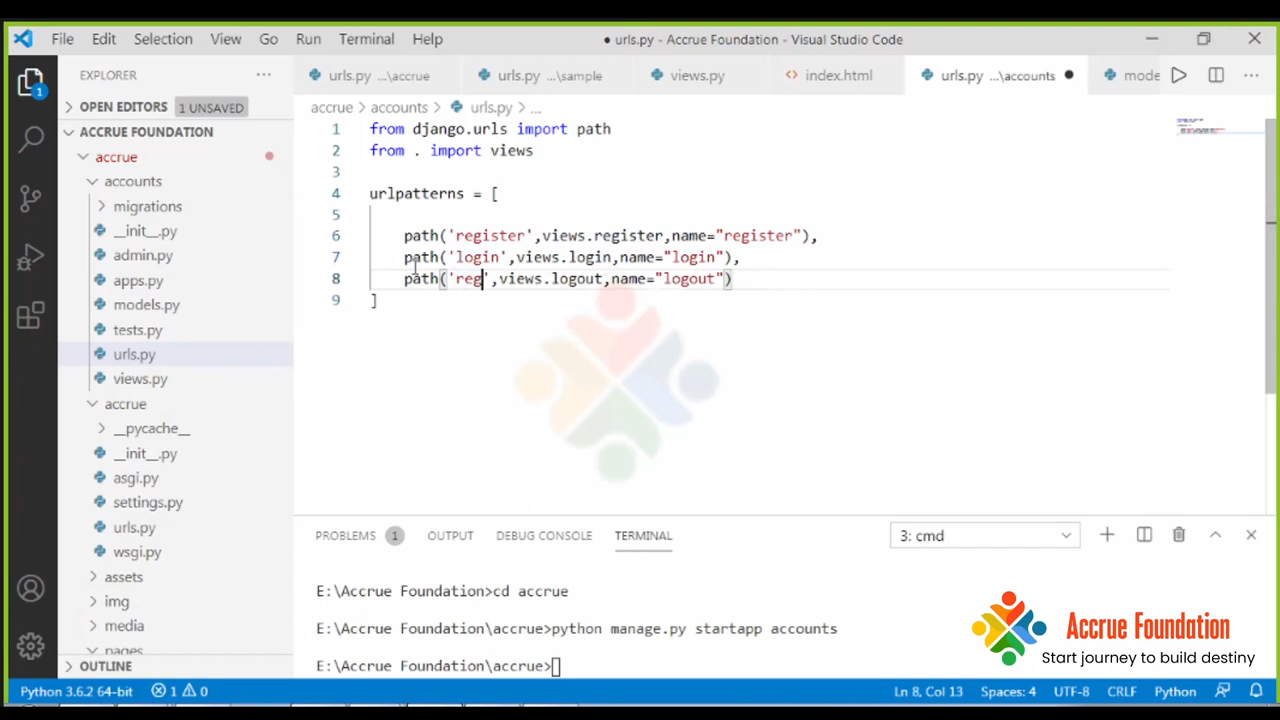 File Edit Selection View Go Run Terminal Help
● urls.py - Accrue Foundation - Visual Studio Code
EXPLORER
1
OPEN EDITORS 1 UNSAVED
ACCRUE FOUNDATION
accrue
accounts
migrations
__init__.py
admin.py
apps.py
models.py
tests.py
urls.py
views.py
accrue
__pycache__
__init__.py
asgi.py
settings.py
urls.py
wsgi.py
assets
img
media
pages
OUTLINE
urls.py ...\accrue
urls.py ...\sample
views.py
index.html
urls.py ...\accounts
mode
accrue > accounts > urls.py > ...
1 from django.urls import path
2 from . import views
3
4 urlpatterns = [
5
6 path('register',views.register,name="register"),
7 path('login',views.login,name="login"),
8 path('reg',views.logout,name="logout")
9 ]
PROBLEMS 1 OUTPUT DEBUG CONSOLE TERMINAL
3: cmd
E:\Accrue Foundation>cd accrue
E:\Accrue Foundation\accrue>python manage.py startapp accounts
E:\Accrue Foundation\accrue>
Accrue Foundation
Start journey to build destiny
Python 3.6.2 64-bit 1 0 Ln 8, Col 13 Spaces: 4 UTF-8 CRLF Python